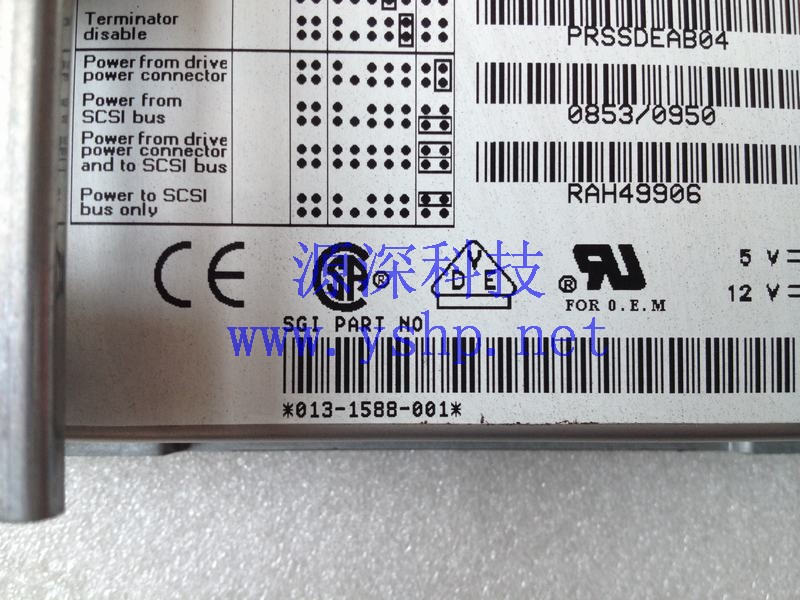 Terminator
disable
PRSSDEAB04
Power from drive
power connector
Power from
SCSI bus
0853/0950
Power from drive
power connector
and to SCSI bus
RAH49906
Power to SCSI
bus only
源深科技
CE
CSA®
VDE
®RU
FOR O.E.M
5 V=
12 V=
SGI PART NO
www.yshp.net
*013-1588-001*